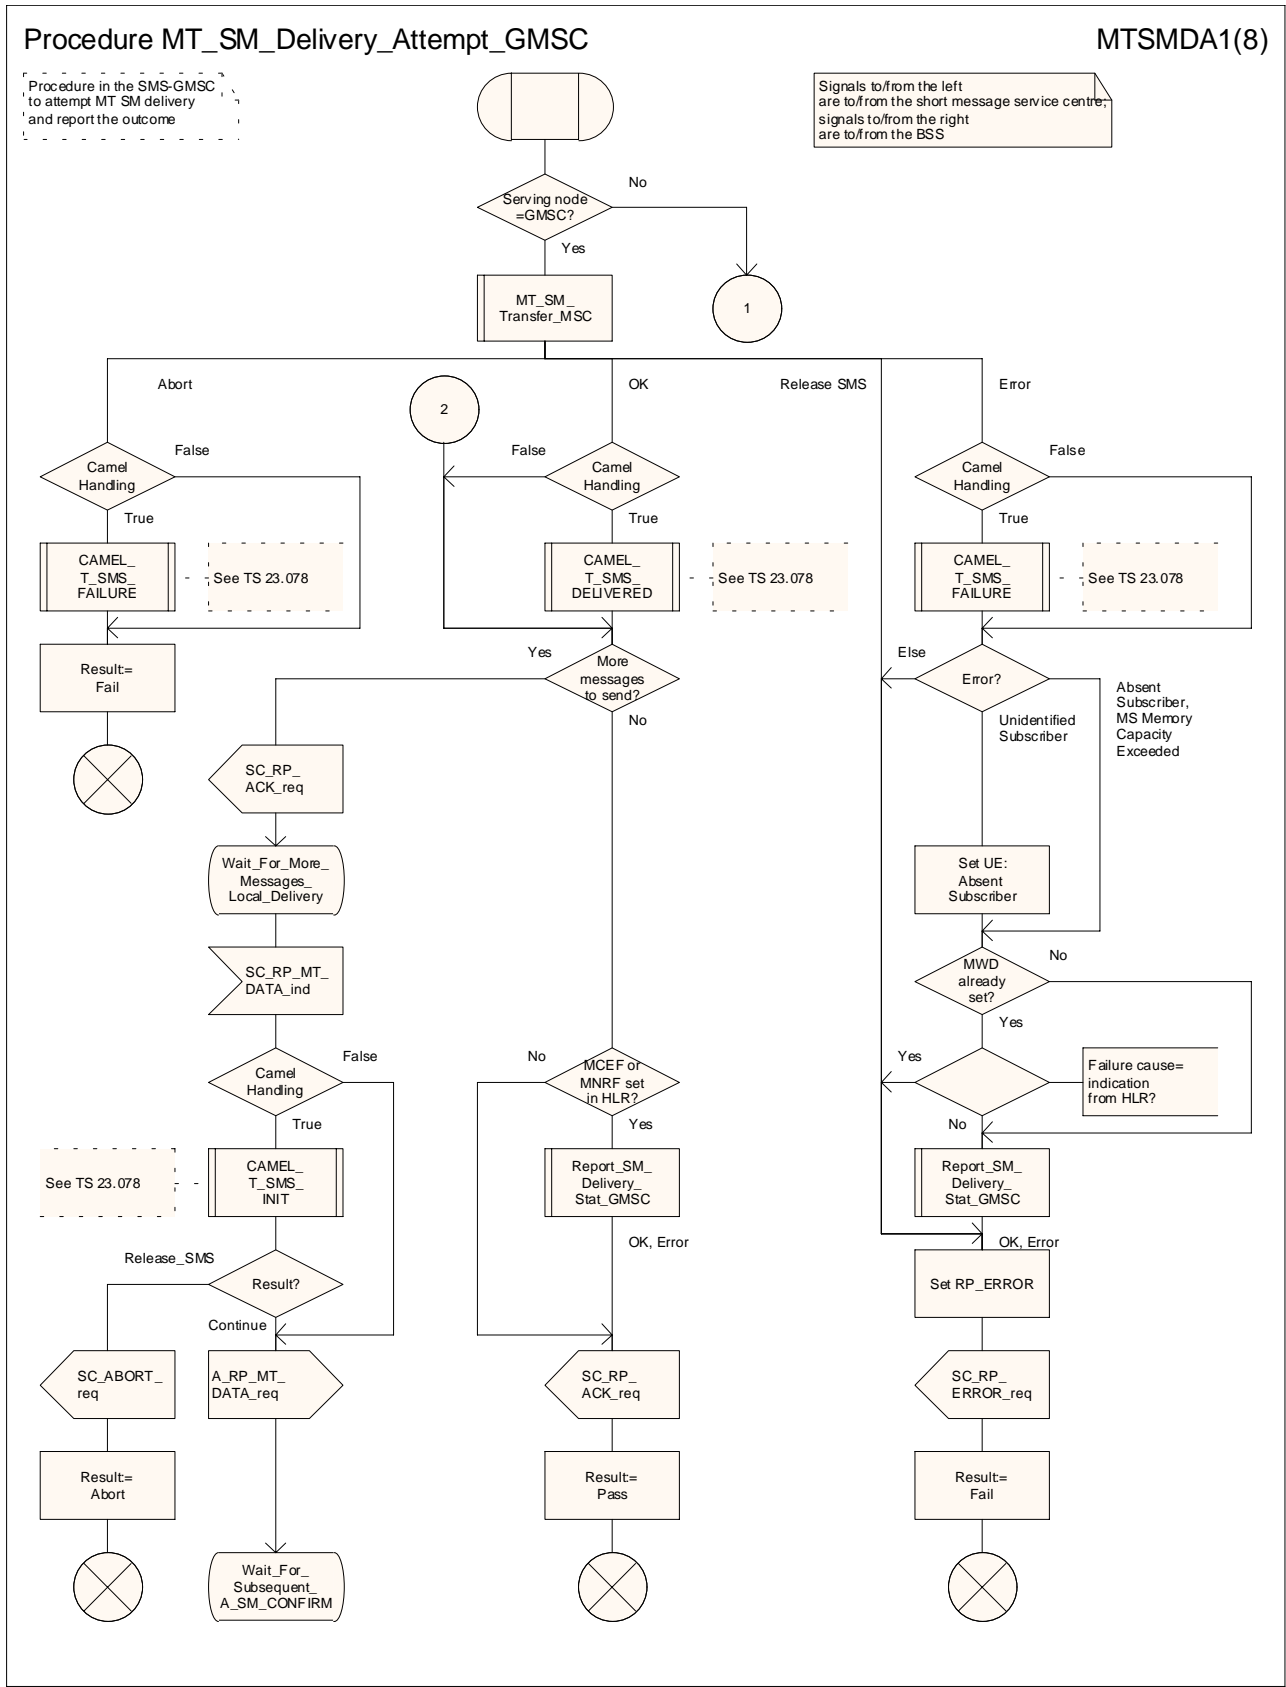 Procedure MT_SM_Delivery_Attempt_GMSC
MTSMDA1(8)
Procedure in the SMS-GMSC
to attempt MT SM delivery
and report the outcome
Signals to/from the left
are to/from the short message service centre;
signals to/from the right
are to/from the BSS
Serving node
=GMSC?
No
Yes
MT_SM_
Transfer_MSC
1
Abort
OK
Release SMS
Error
2
Camel
Handling
False
True
Camel
Handling
False
True
Camel
Handling
False
True
CAMEL_
T_SMS_
FAILURE
See TS 23.078
CAMEL_
T_SMS_
DELIVERED
See TS 23.078
CAMEL_
T_SMS_
FAILURE
See TS 23.078
Result:=
Fail
Yes
More
messages
to send?
No
Else
Error?
Unidentified
Subscriber
Absent
Subscriber,
MS Memory
Capacity
Exceeded
SC_RP_
ACK_req
Wait_For_More_
Messages_
Local_Delivery
Set UE:
Absent
Subscriber
SC_RP_MT_
DATA_ind
MWD
already
set?
No
Yes
Camel
Handling
False
True
No
MCEF or
MNRF set
in HLR?
Yes
Yes
Failure cause=
indication
from HLR?
No
See TS 23.078
CAMEL_
T_SMS_
INIT
Report_SM_
Delivery_
Stat_GMSC
Report_SM_
Delivery_
Stat_GMSC
OK, Error
OK, Error
Release_SMS
Result?
Continue
Set RP_ERROR
SC_ABORT_
req
A_RP_MT_
DATA_req
SC_RP_
ACK_req
SC_RP_
ERROR_req
Result:=
Abort
Result:=
Pass
Result:=
Fail
Wait_For_
Subsequent_
A_SM_CONFIRM